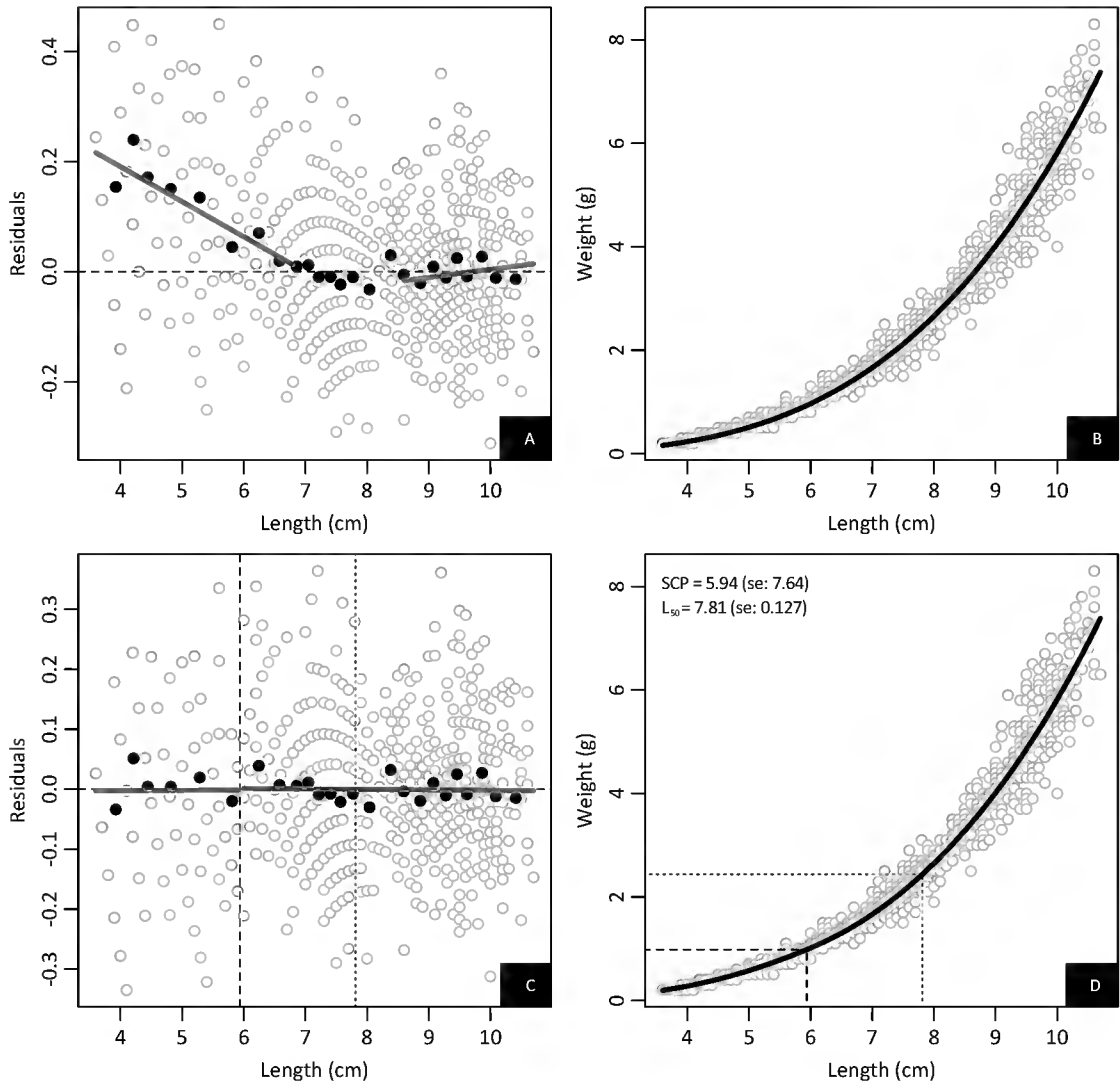 Residuals
0.4
0.2
0.0
-0.2
4 5 6 7 8 9 10
Length (cm)
A
Weight (g)
8
6
4
2
0
4 5 6 7 8 9 10
Length (cm)
B
Residuals
0.3
0.2
0.1
0.0
-0.1
-0.2
-0.3
4 5 6 7 8 9 10
Length (cm)
C
Weight (g)
8
6
4
2
0
SCP = 5.94 (se: 7.64)
L50 = 7.81 (se: 0.127)
4 5 6 7 8 9 10
Length (cm)
D